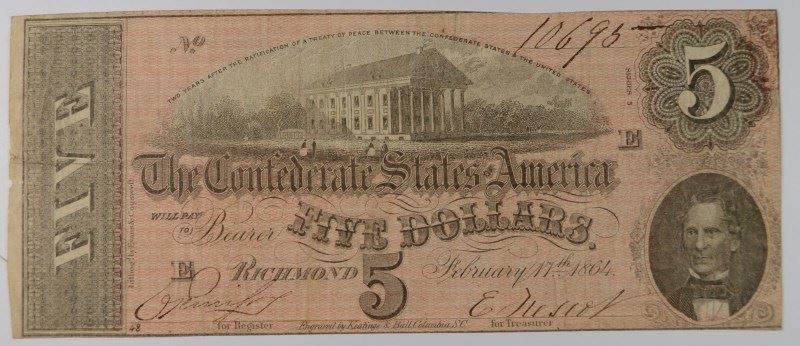 No 10695
5
TWO YEARS AFTER THE RATIFICATION OF A TREATY OF PEACE BETWEEN THE CONFEDERATE STATES & THE UNITED STATES
FIVE
E
The Confederate States of America
WILL PAY
TO Bearer FIVE DOLLARS.
E RICHMOND 5 February 17th 1864.
48 for Register Engraved by Keatinge & Ball, Columbia, S.C. for Treasurer